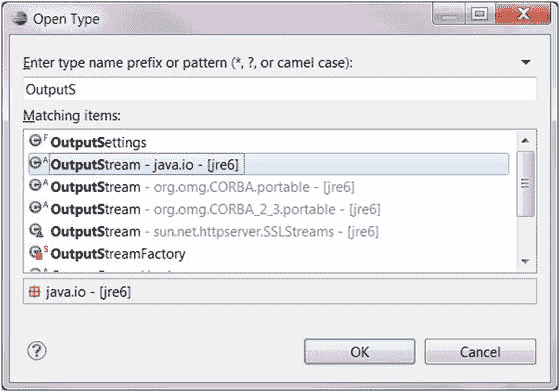 Open Type
Enter type name prefix or pattern (*, ?, or camel case):
OutputS
Matching items:
OutputSettings
OutputStream - java.io - [jre6]
OutputStream - org.omg.CORBA.portable - [jre6]
OutputStream - org.omg.CORBA_2_3.portable - [jre6]
OutputStream - sun.net.httpserver.SSLStreams - [jre6]
OutputStreamFactory
java.io - [jre6]
OK
Cancel